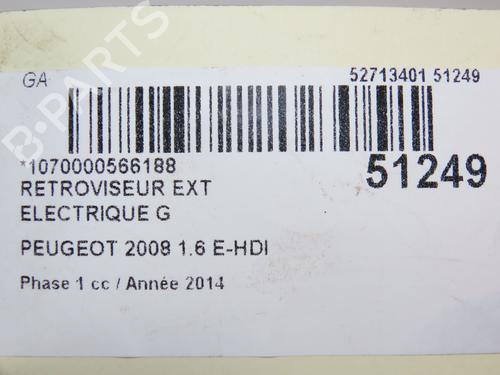 GA
52713401 51249
*1070000566188
51249
RETROVISEUR EXT
ELECTRIQUE G
PEUGEOT 2008 1.6 E-HDI
Phase 1 cc / Année 2014
B-PARTS